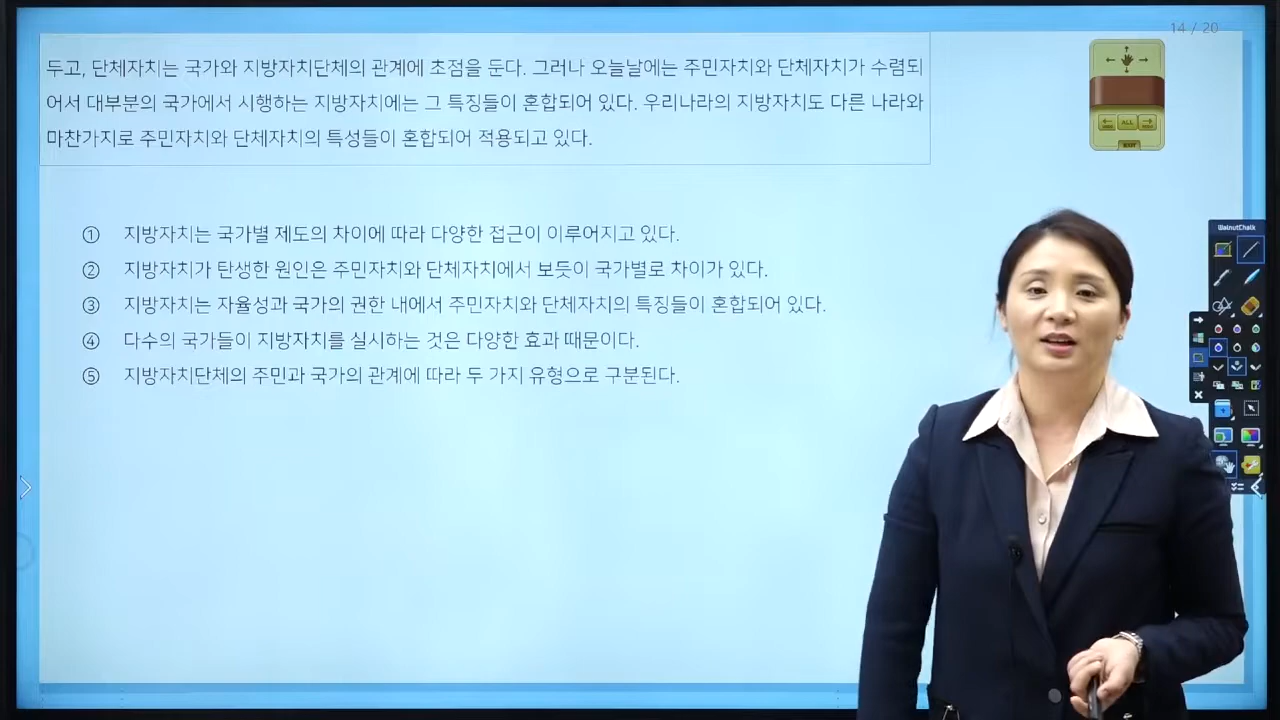 14 / 20
두고, 단체자치는 국가와 지방자치단체의 관계에 초점을 둔다. 그러나 오늘날에는 주민자치와 단체자치가 수렴되
어서 대부분의 국가에서 시행하는 지방자치에는 그 특징들이 혼합되어 있다. 우리나라의 지방자치도 다른 나라와
마찬가지로 주민자치와 단체자치의 특성들이 혼합되어 적용되고 있다.
ALL
EXIT
① 지방자치는 국가별 제도의 차이에 따라 다양한 접근이 이루어지고 있다.
② 지방자치가 탄생한 원인은 주민자치와 단체자치에서 보듯이 국가별로 차이가 있다.
③ 지방자치는 자율성과 국가의 권한 내에서 주민자치와 단체자치의 특징들이 혼합되어 있다.
④ 다수의 국가들이 지방자치를 실시하는 것은 다양한 효과 때문이다.
⑤ 지방자치단체의 주민과 국가의 관계에 따라 두 가지 유형으로 구분된다.
WalnutChalk